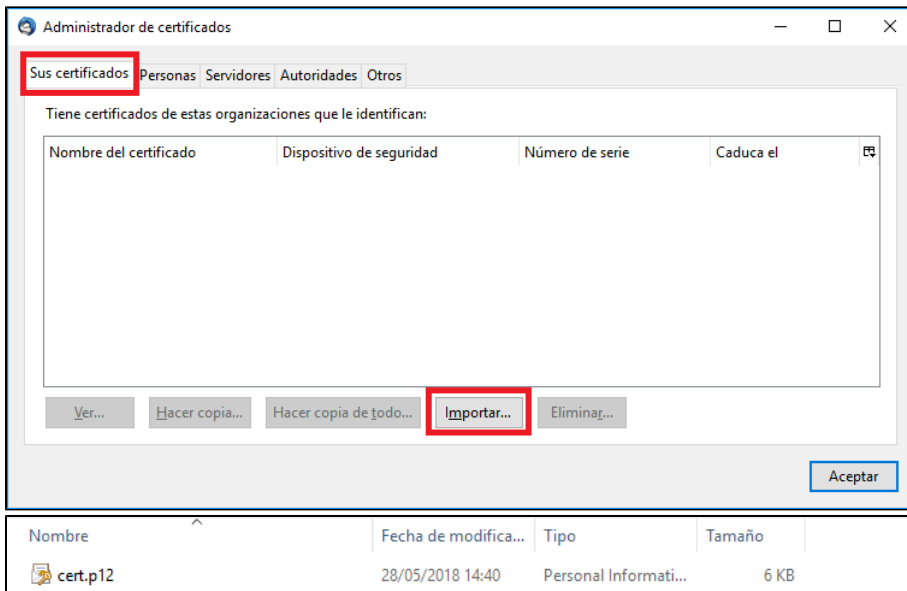 Administrador de certificados
Sus certificados Personas Servidores Autoridades Otros
Tiene certificados de estas organizaciones que le identifican:
Nombre del certificado Dispositivo de seguridad Número de serie Caduca el
Ver... Hacer copia... Hacer copia de todo... Importar... Eliminar...
Aceptar
Nombre Fecha de modifica... Tipo Tamaño
cert.p12 28/05/2018 14:40 Personal Informati... 6 KB